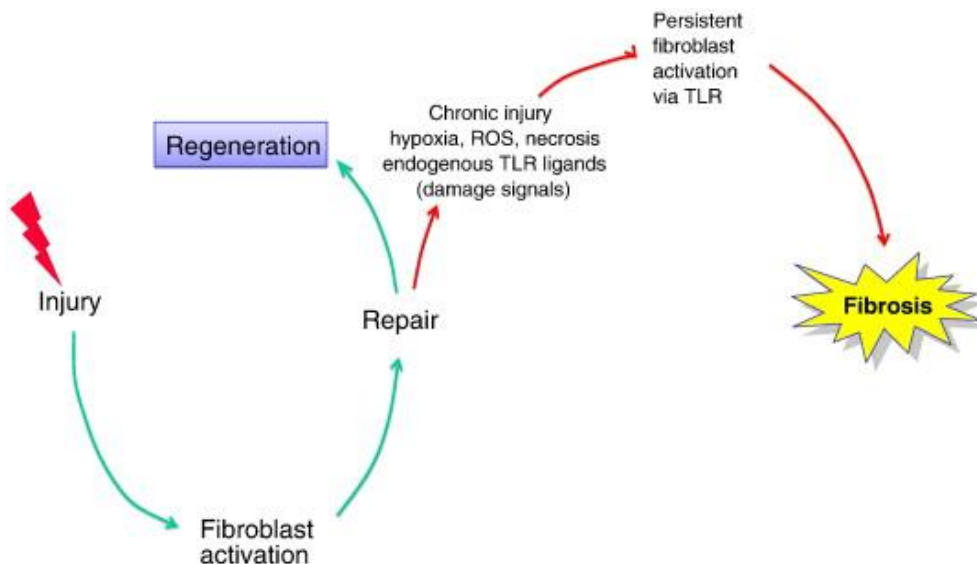 Injury
Fibroblast
activation
Repair
Regeneration
Chronic injury
hypoxia, ROS, necrosis
endogenous TLR ligands
(damage signals)
Persistent
fibroblast
activation
via TLR
Fibrosis